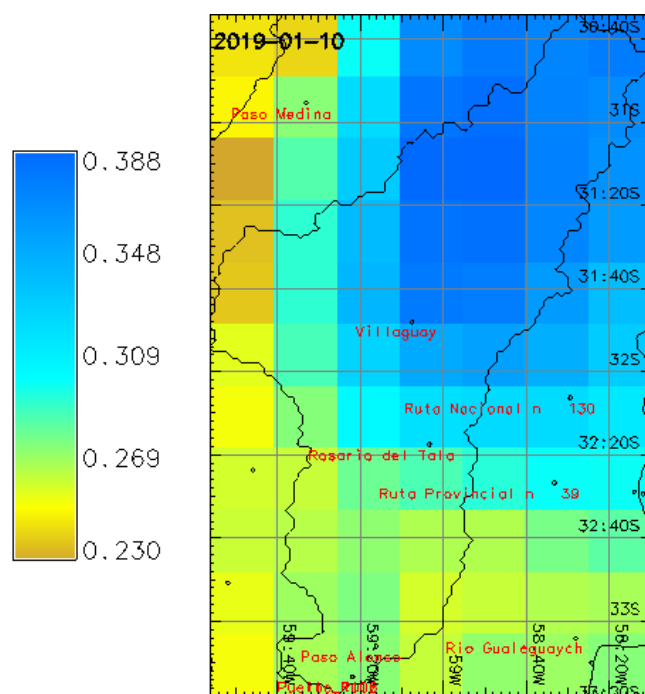 2019-01-10
30:40S
Paso Medina
31S
0.388
31:20S
0.348
31:40S
Villaguay
0.309
32S
Ruta Nacional n 130
0.269
32:20S
Rosario del Tala
Ruta Provincial n 39
0.230
32:40S
33S
59:40W
59W
58:40W
58:20W
Rio Gualeguaych
Paso Alonso
Puerto